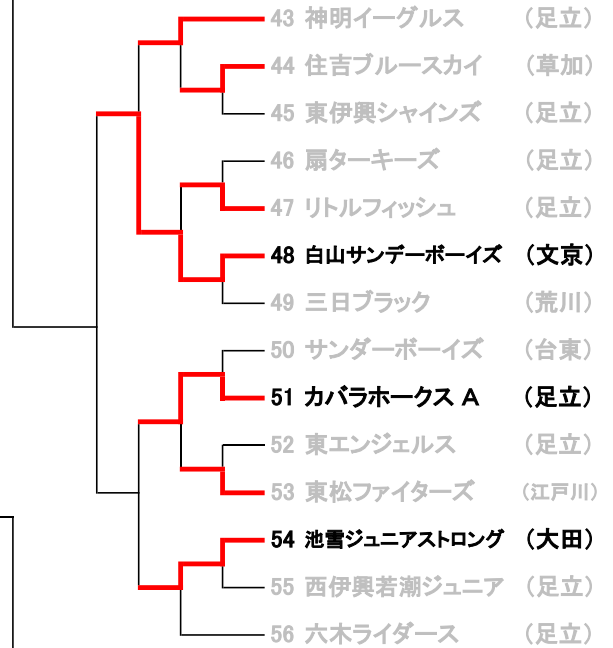 43 神明イーグルス （足立）
44 住吉ブルースカイ （草加）
45 東伊興シャインズ （足立）
46 扇ターキーズ （足立）
47 リトルフィッシュ （足立）
48 白山サンデーボーイズ （文京）
49 三日ブラック （荒川）
50 サンダーボーイズ （台東）
51 カバラホークス A （足立）
52 東エンジェルス （足立）
53 東松ファイターズ （江戸川）
54 池雪ジュニアストロング （大田）
55 西伊興若潮ジュニア （足立）
56 六木ライダース （足立）